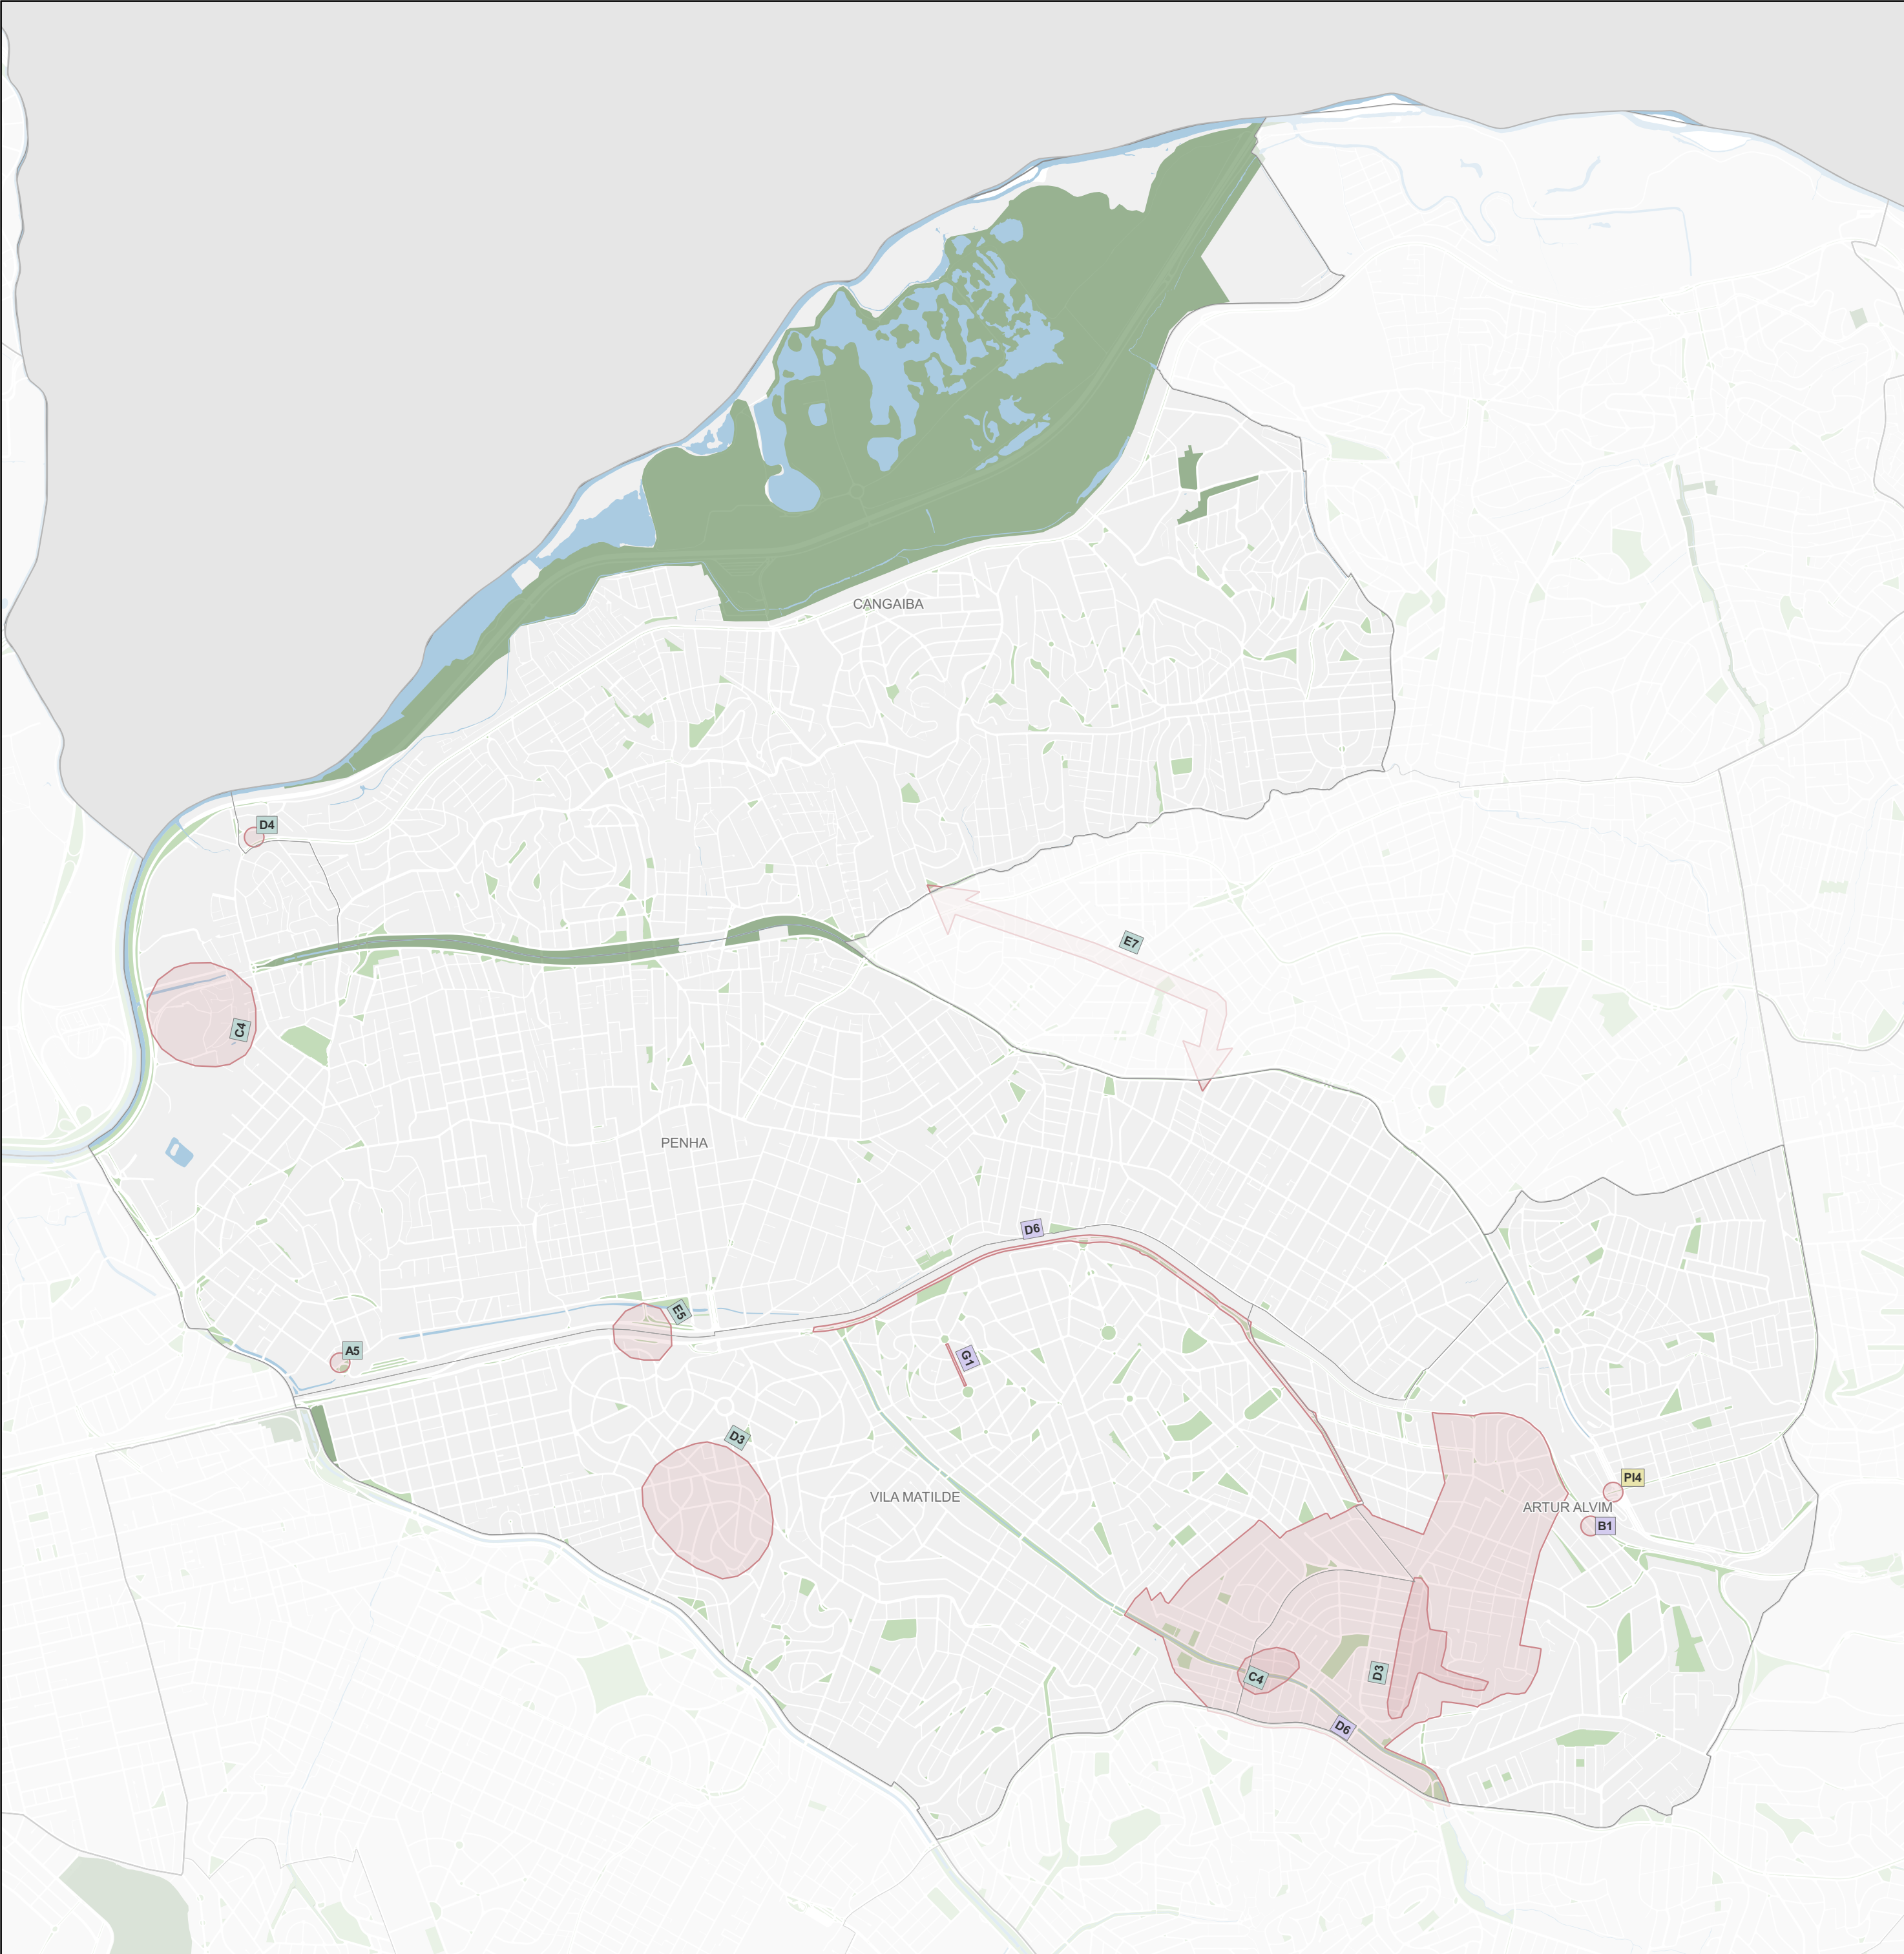 CANGAIBA
D4
E7
C4
PENHA
D6
E5
A5
G1
D3
PI4
VILA MATILDE
ARTUR ALVIM
B1
D3
C4
D6